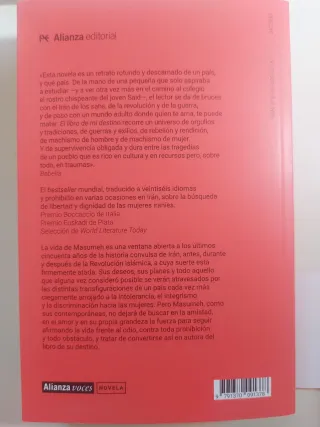 Alianza editorial
«Esta novela es un retrato rotundo y descarnado de un país,
y qué país. De la mano de una pequeña que solo aspiraba
a estudiar —y a ver otra vez más en el camino al colegio
el rostro chispeante del joven Said—, el lector se da de bruces
con el Irán de los sahs, de la revolución y de la guerra,
y de paso con un mundo adulto donde quien te ama, te puede
matar. El libro de mi destino recorre un universo de orgullos
y tradiciones, de guerras y exilios, de rebelión y rendición,
de machismo de hombre y de machismo de mujer.
Y de supervivencia obligada y dura entre las tragedias
de un pueblo que es rico en cultura y en recursos pero, sobre
todo, en traumas».
Babelia
El bestseller mundial, traducido a veintiséis idiomas
y prohibido en varias ocasiones en Irán, sobre la búsqueda
de libertad y dignidad de las mujeres iraníes.
Premio Boccaccio de Italia
Premio Euskadi de Plata
Selección de World Literature Today
La vida de Masumeh es una ventana abierta a los últimos
cincuenta años de la historia convulsa de Irán, antes, durante
y después de la Revolución Islámica, a cuya suerte está
firmemente atada. Sus deseos, sus planes y todo aquello
que alguna vez consideró posible se verán atravesados por
las distintas transfiguraciones de un país cada vez más
ciegamente arrojado a la intolerancia, el integrismo
y la discriminación hacia las mujeres. Pero Masumeh, como
sus contemporáneas, no dejará de buscar en la amistad,
en el amor y en su propia grandeza la fuerza para seguir
afirmando la vida frente al odio, contra toda prohibición
y todo obstáculo, y tratar de convertirse así en autora del
libro de su destino.
Alianza voces NOVELA